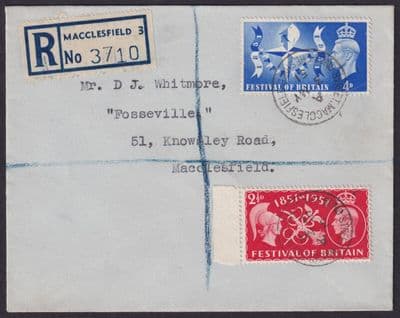 MACCLESFIELD 3
R No 3710
Mr. D J. Whitmore,
"Fosseville"
51, Knowsley Road,
Macclesfield.
FESTIVAL OF BRITAIN
4D
MACCLESFIELD
2½D
1851-1951
FESTIVAL OF BRITAIN